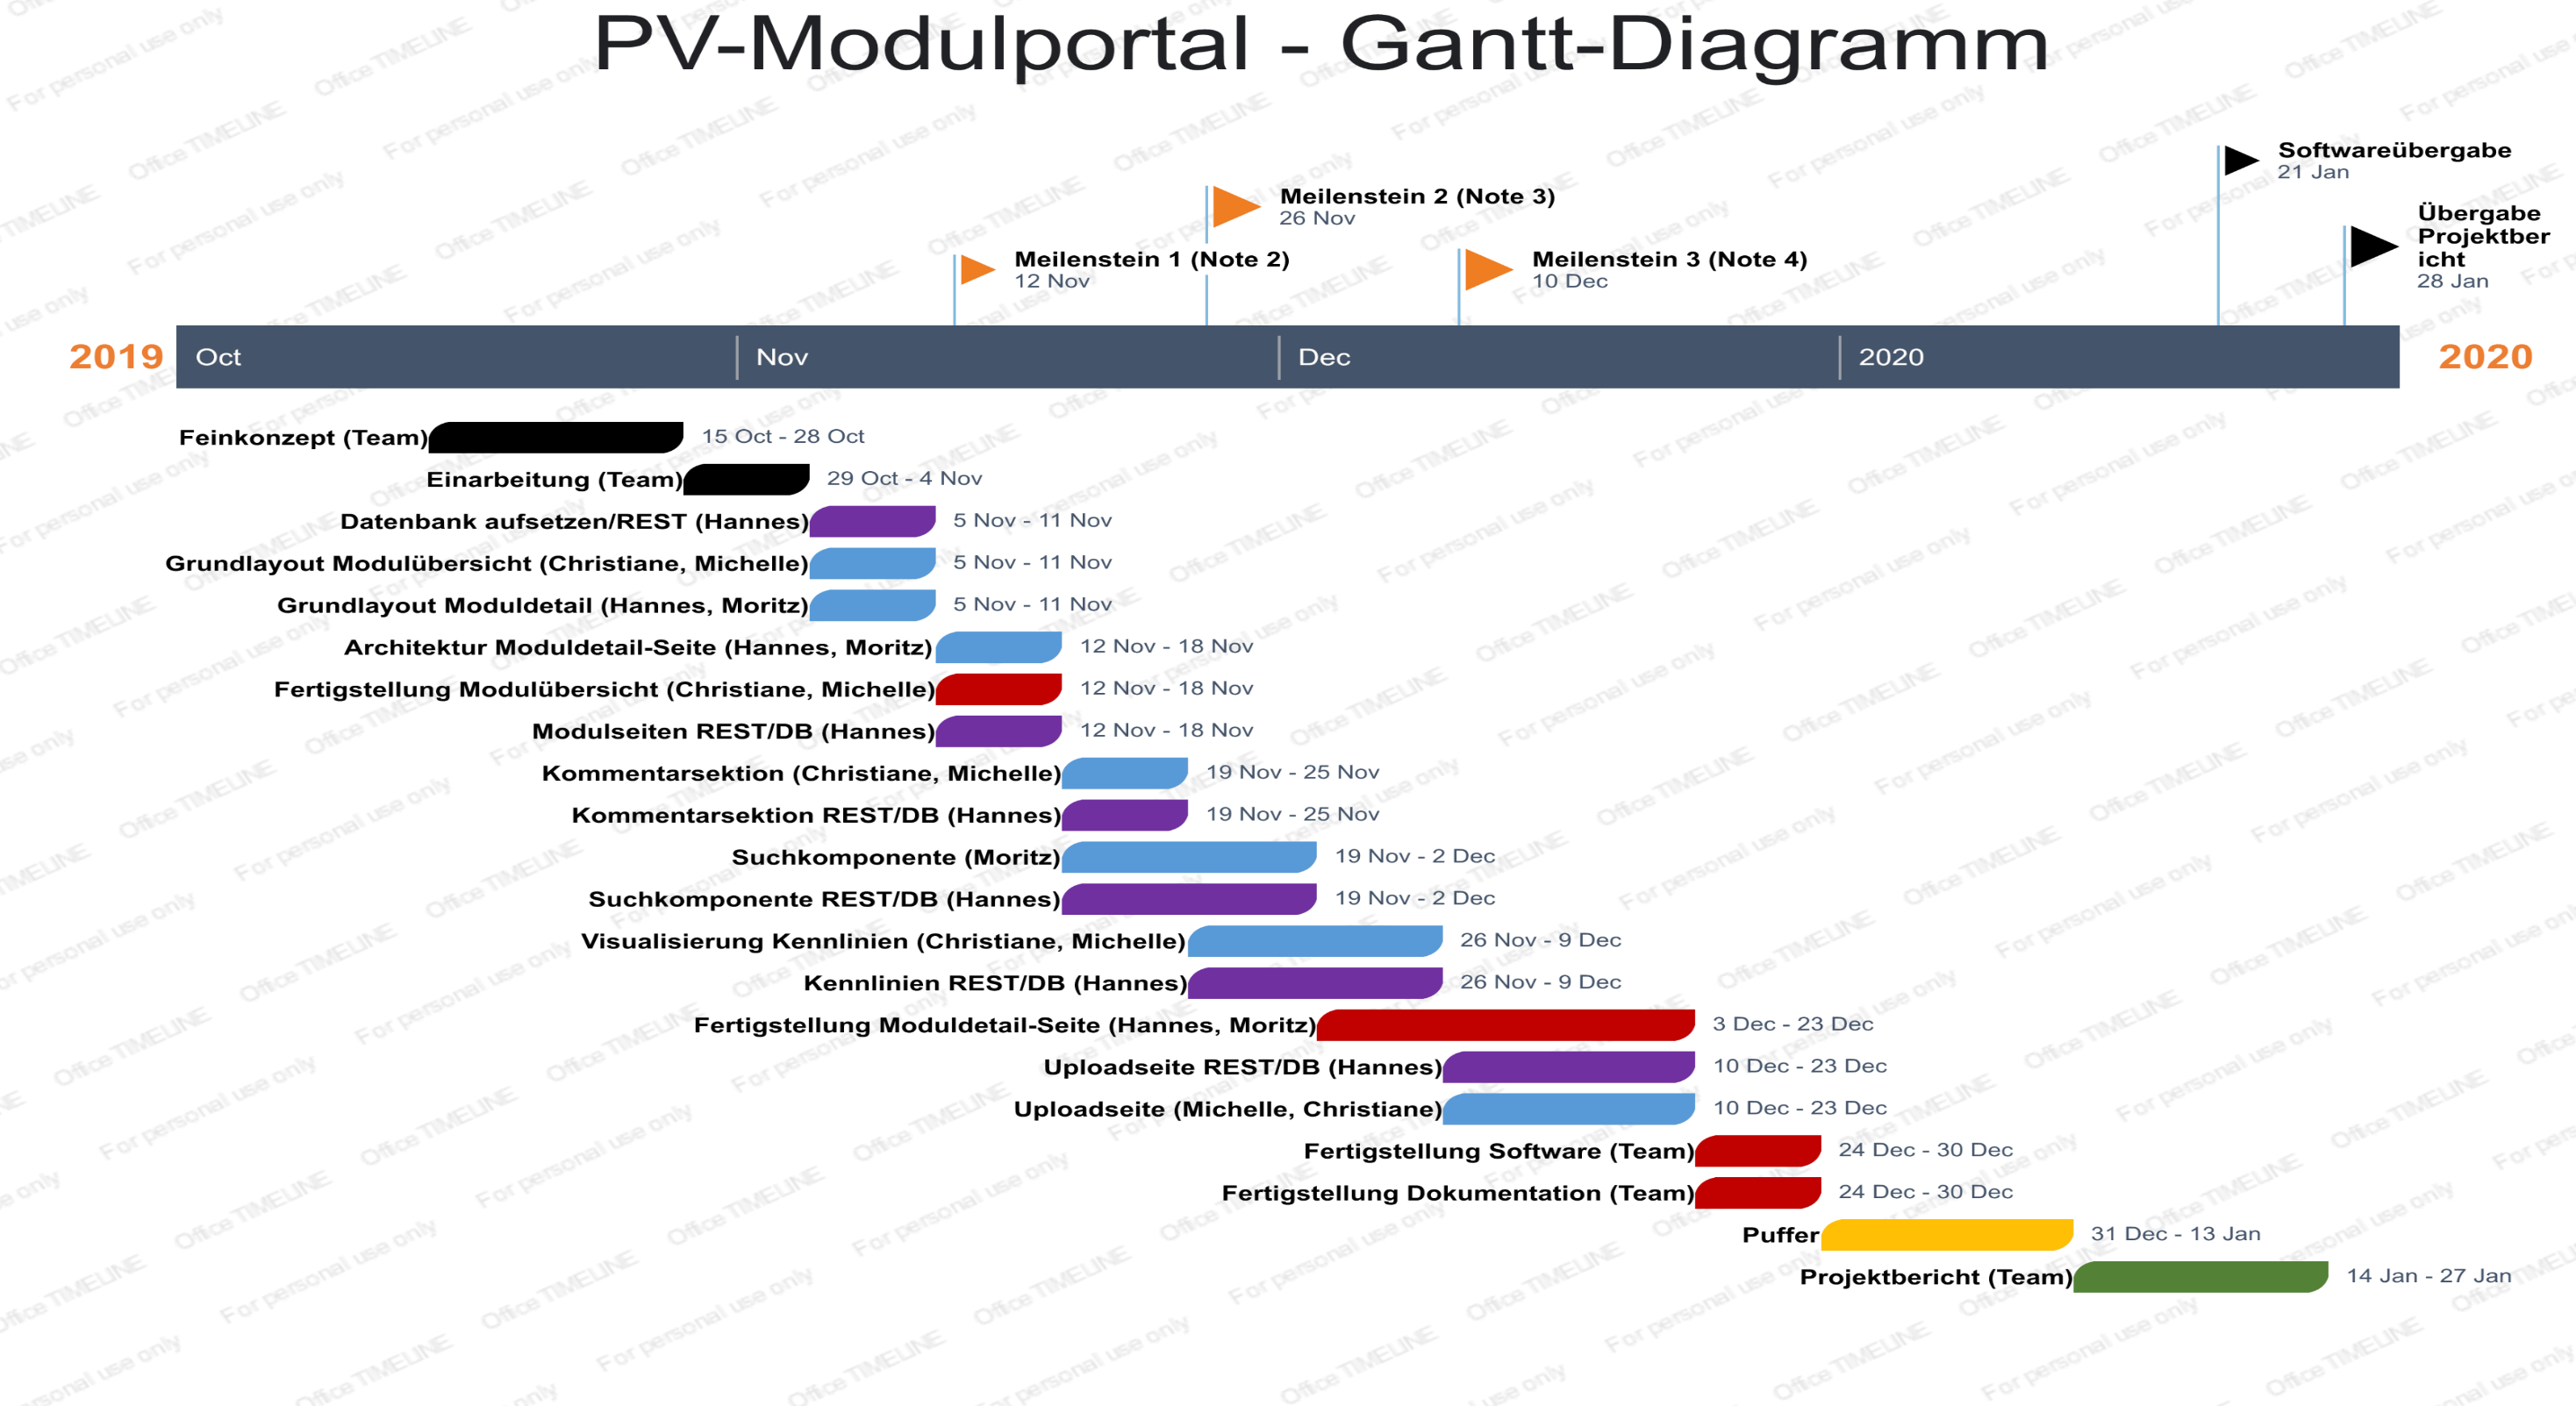 PV-Modulportal - Gantt-Diagramm
Softwareübergabe
21 Jan
Meilenstein 2 (Note 3)
26 Nov
Übergabe
Projektber
icht
28 Jan
Meilenstein 1 (Note 2)
12 Nov
Meilenstein 3 (Note 4)
10 Dec
2019 Oct Nov Dec 2020 2020
Feinkonzept (Team) 15 Oct - 28 Oct
Einarbeitung (Team) 29 Oct - 4 Nov
Datenbank aufsetzen/REST (Hannes) 5 Nov - 11 Nov
Grundlayout Modulübersicht (Christiane, Michelle) 5 Nov - 11 Nov
Grundlayout Moduldetail (Hannes, Moritz) 5 Nov - 11 Nov
Architektur Moduldetail-Seite (Hannes, Moritz) 12 Nov - 18 Nov
Fertigstellung Modulübersicht (Christiane, Michelle) 12 Nov - 18 Nov
Modulseiten REST/DB (Hannes) 12 Nov - 18 Nov
Kommentarsektion (Christiane, Michelle) 19 Nov - 25 Nov
Kommentarsektion REST/DB (Hannes) 19 Nov - 25 Nov
Suchkomponente (Moritz) 19 Nov - 2 Dec
Suchkomponente REST/DB (Hannes) 19 Nov - 2 Dec
Visualisierung Kennlinien (Christiane, Michelle) 26 Nov - 9 Dec
Kennlinien REST/DB (Hannes) 26 Nov - 9 Dec
Fertigstellung Moduldetail-Seite (Hannes, Moritz) 3 Dec - 23 Dec
Uploadseite REST/DB (Hannes) 10 Dec - 23 Dec
Uploadseite (Michelle, Christiane) 10 Dec - 23 Dec
Fertigstellung Software (Team) 24 Dec - 30 Dec
Fertigstellung Dokumentation (Team) 24 Dec - 30 Dec
Puffer 31 Dec - 13 Jan
Projektbericht (Team) 14 Jan - 27 Jan
Office TIMELINE
For personal use only